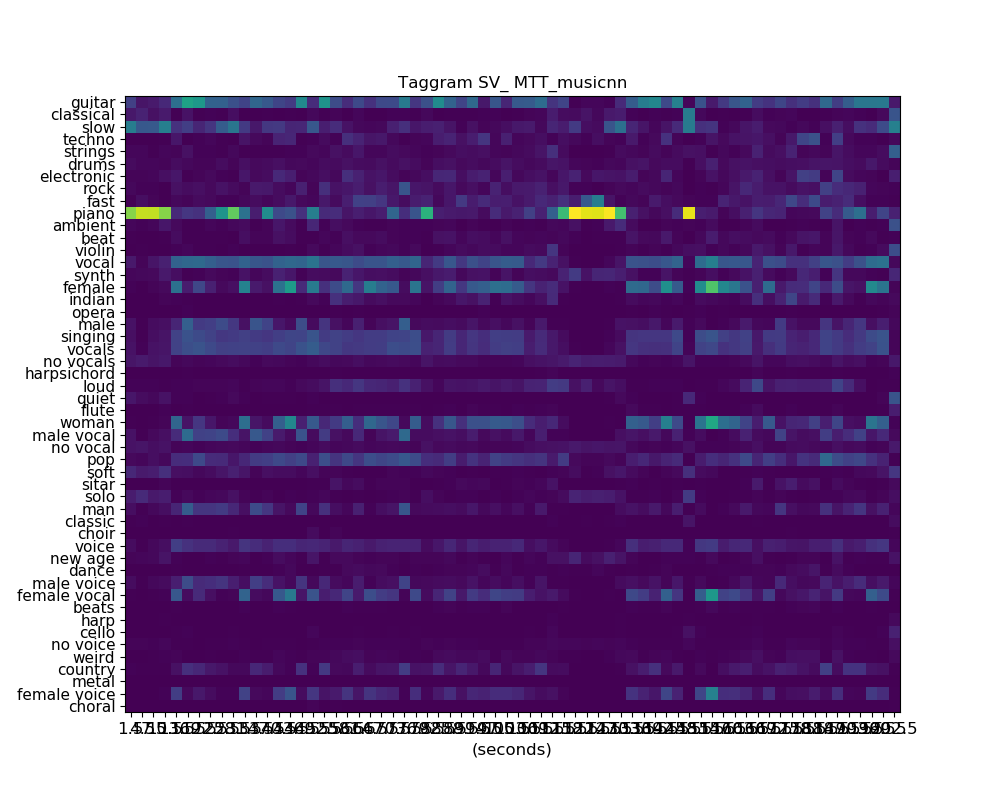 Taggram SV_ MTT_musicnn
guitar
classical
slow
techno
strings
drums
electronic
rock
fast
piano
ambient
beat
violin
vocal
synth
female
indian
opera
male
singing
vocals
no vocals
harpsichord
loud
quiet
flute
woman
male vocal
no vocal
pop
soft
sitar
solo
man
classic
choir
voice
new age
dance
male voice
female vocal
beats
harp
cello
no voice
weird
country
metal
female voice
choral
(seconds)